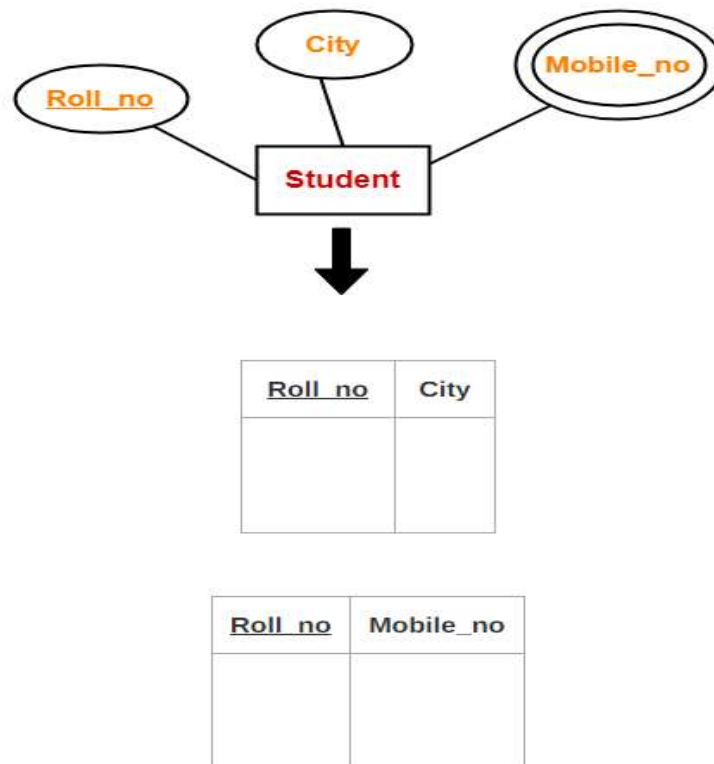 City
Roll_no
Mobile_no
Student
Roll_no City
Roll_no Mobile_no